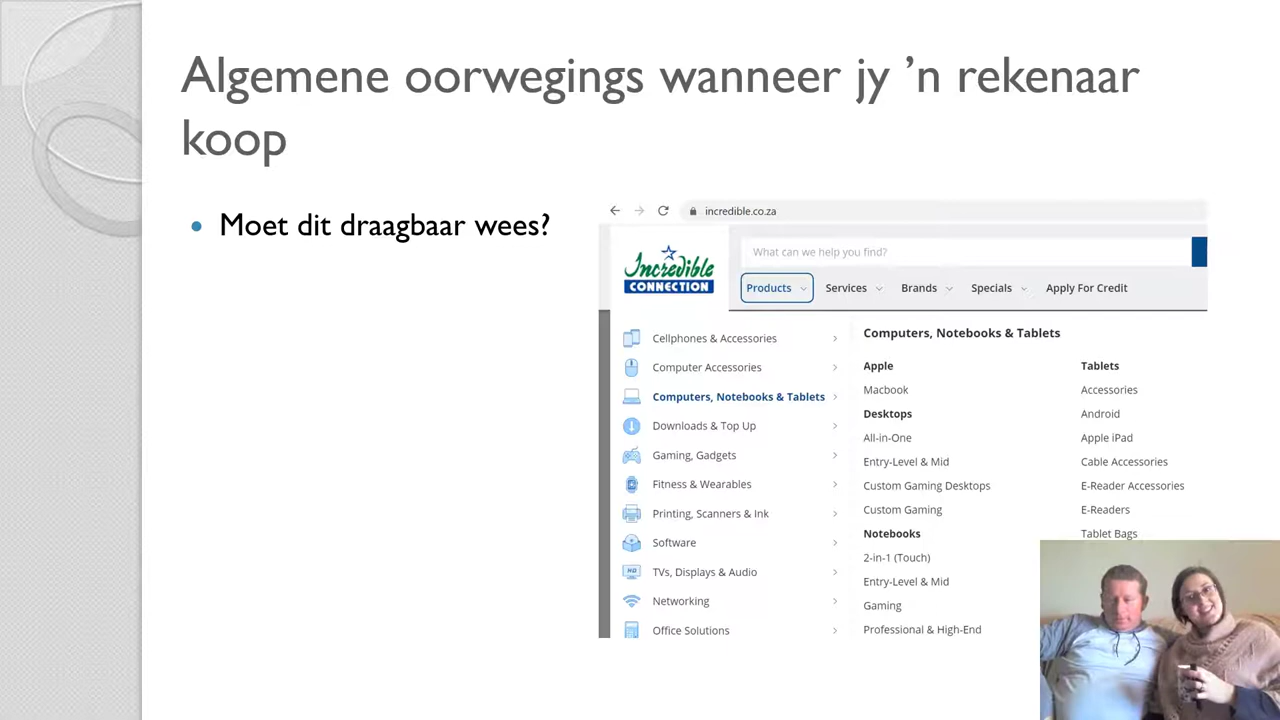 Algemene oorwegings wanneer jy ’n rekenaar
koop
Moet dit draagbaar wees?
incredible.co.za
Incredible
CONNECTION
What can we help you find?
Products
Services
Brands
Specials
Apply For Credit
Cellphones & Accessories
Computer Accessories
Computers, Notebooks & Tablets
Downloads & Top Up
Gaming, Gadgets
Fitness & Wearables
Printing, Scanners & Ink
Software
HD
TVs, Displays & Audio
Networking
Office Solutions
Computers, Notebooks & Tablets
Apple
Macbook
Desktops
All-in-One
Entry-Level & Mid
Custom Gaming Desktops
Custom Gaming
Notebooks
2-in-1 (Touch)
Entry-Level & Mid
Gaming
Professional & High-End
Tablets
Accessories
Android
Apple iPad
Cable Accessories
E-Reader Accessories
E-Readers
Tablet Bags